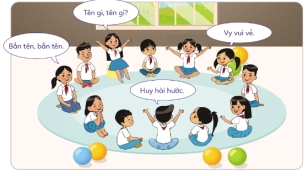 Tên gì, tên gì?
Vy vui vẻ.
Bắn tên, bắn tên.
Huy hài hước.